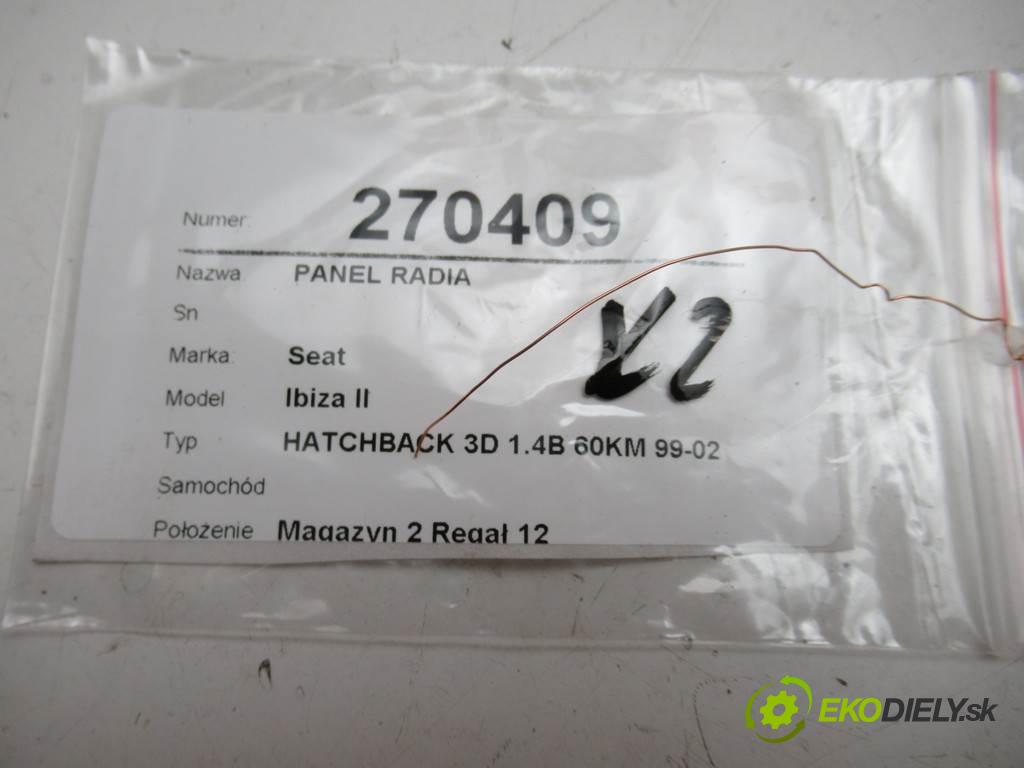 Numer: 270409
Nazwa PANEL RADIA
Sn
Marka: Seat
Model Ibiza II
Typ HATCHBACK 3D 1.4B 60KM 99-02
Samochód
Położenie Magazyn 2 Regał 12
EKODIELY.sk